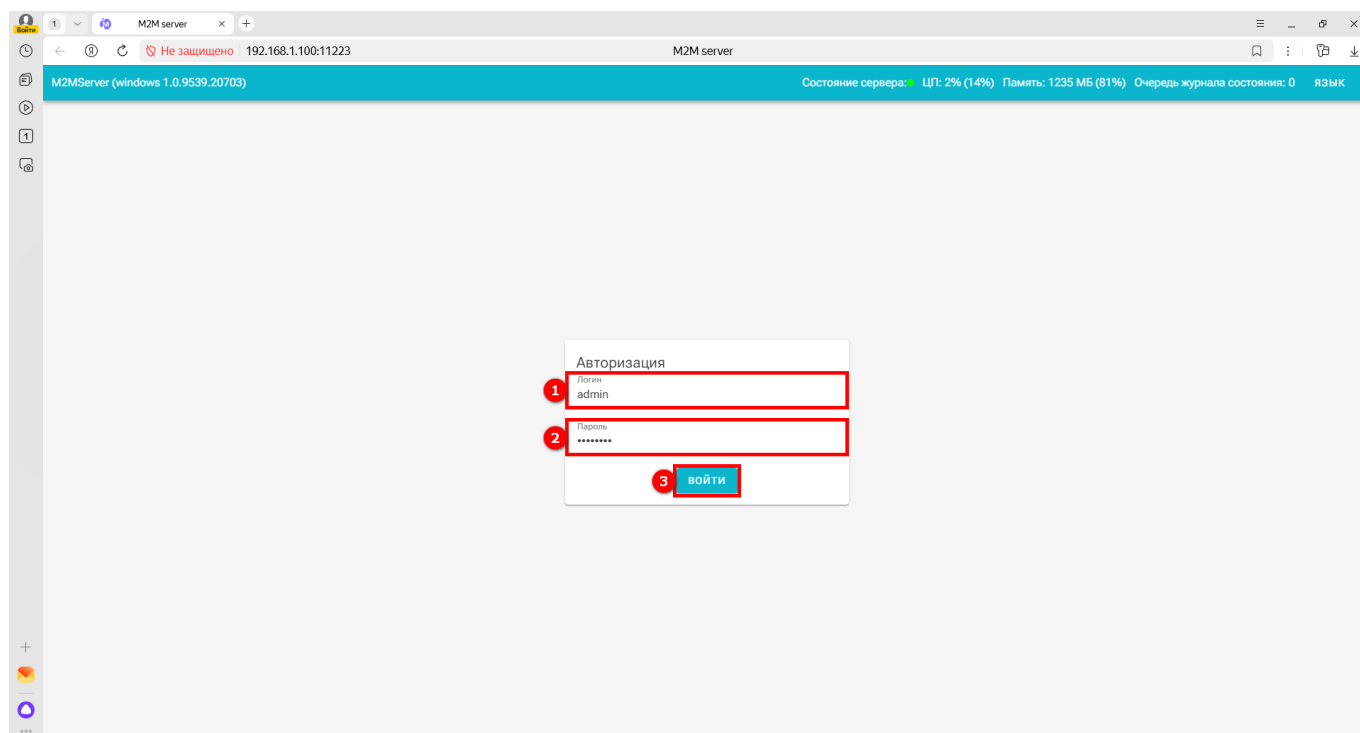 1 M2M server
Войти
Не защищено 192.168.1.100:11223 M2M server
M2MServer (windows 1.0.9539.20703) Состояние сервера: ЦП: 2% (14%) Память: 1235 МБ (81%) Очередь журнала состояния: 0 ЯЗЫК
1
Авторизация
Логин
1 admin
Пароль
2 ••••••••
3 ВОЙТИ